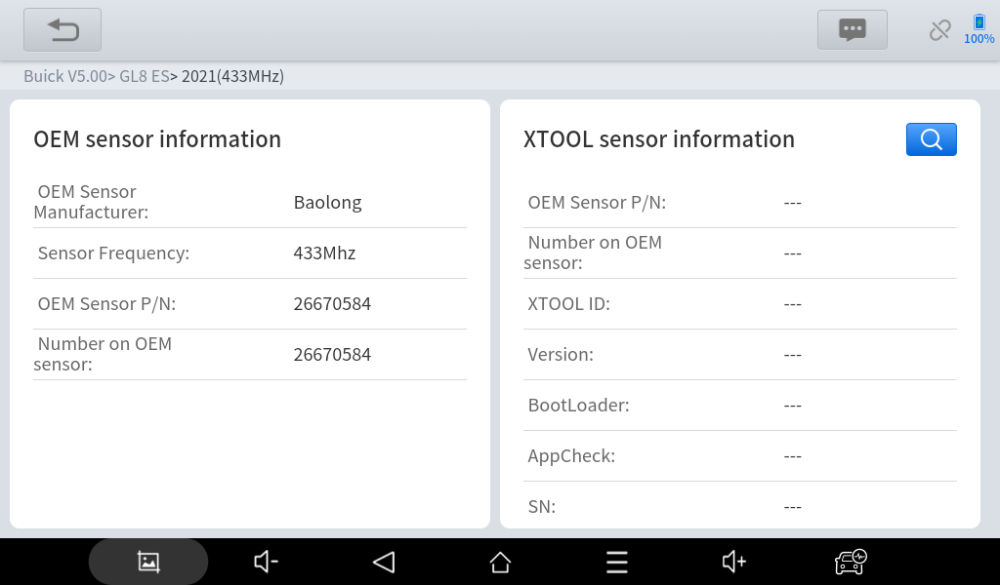 100%
Buick V5.00> GL8 ES> 2021(433MHz)
OEM sensor information
OEM Sensor
Manufacturer:
Baolong
Sensor Frequency:
433Mhz
OEM Sensor P/N:
26670584
Number on OEM
sensor:
26670584
XTOOL sensor information
OEM Sensor P/N:
---
Number on OEM
sensor:
---
XTOOL ID:
---
Version:
---
BootLoader:
---
AppCheck:
---
SN:
---